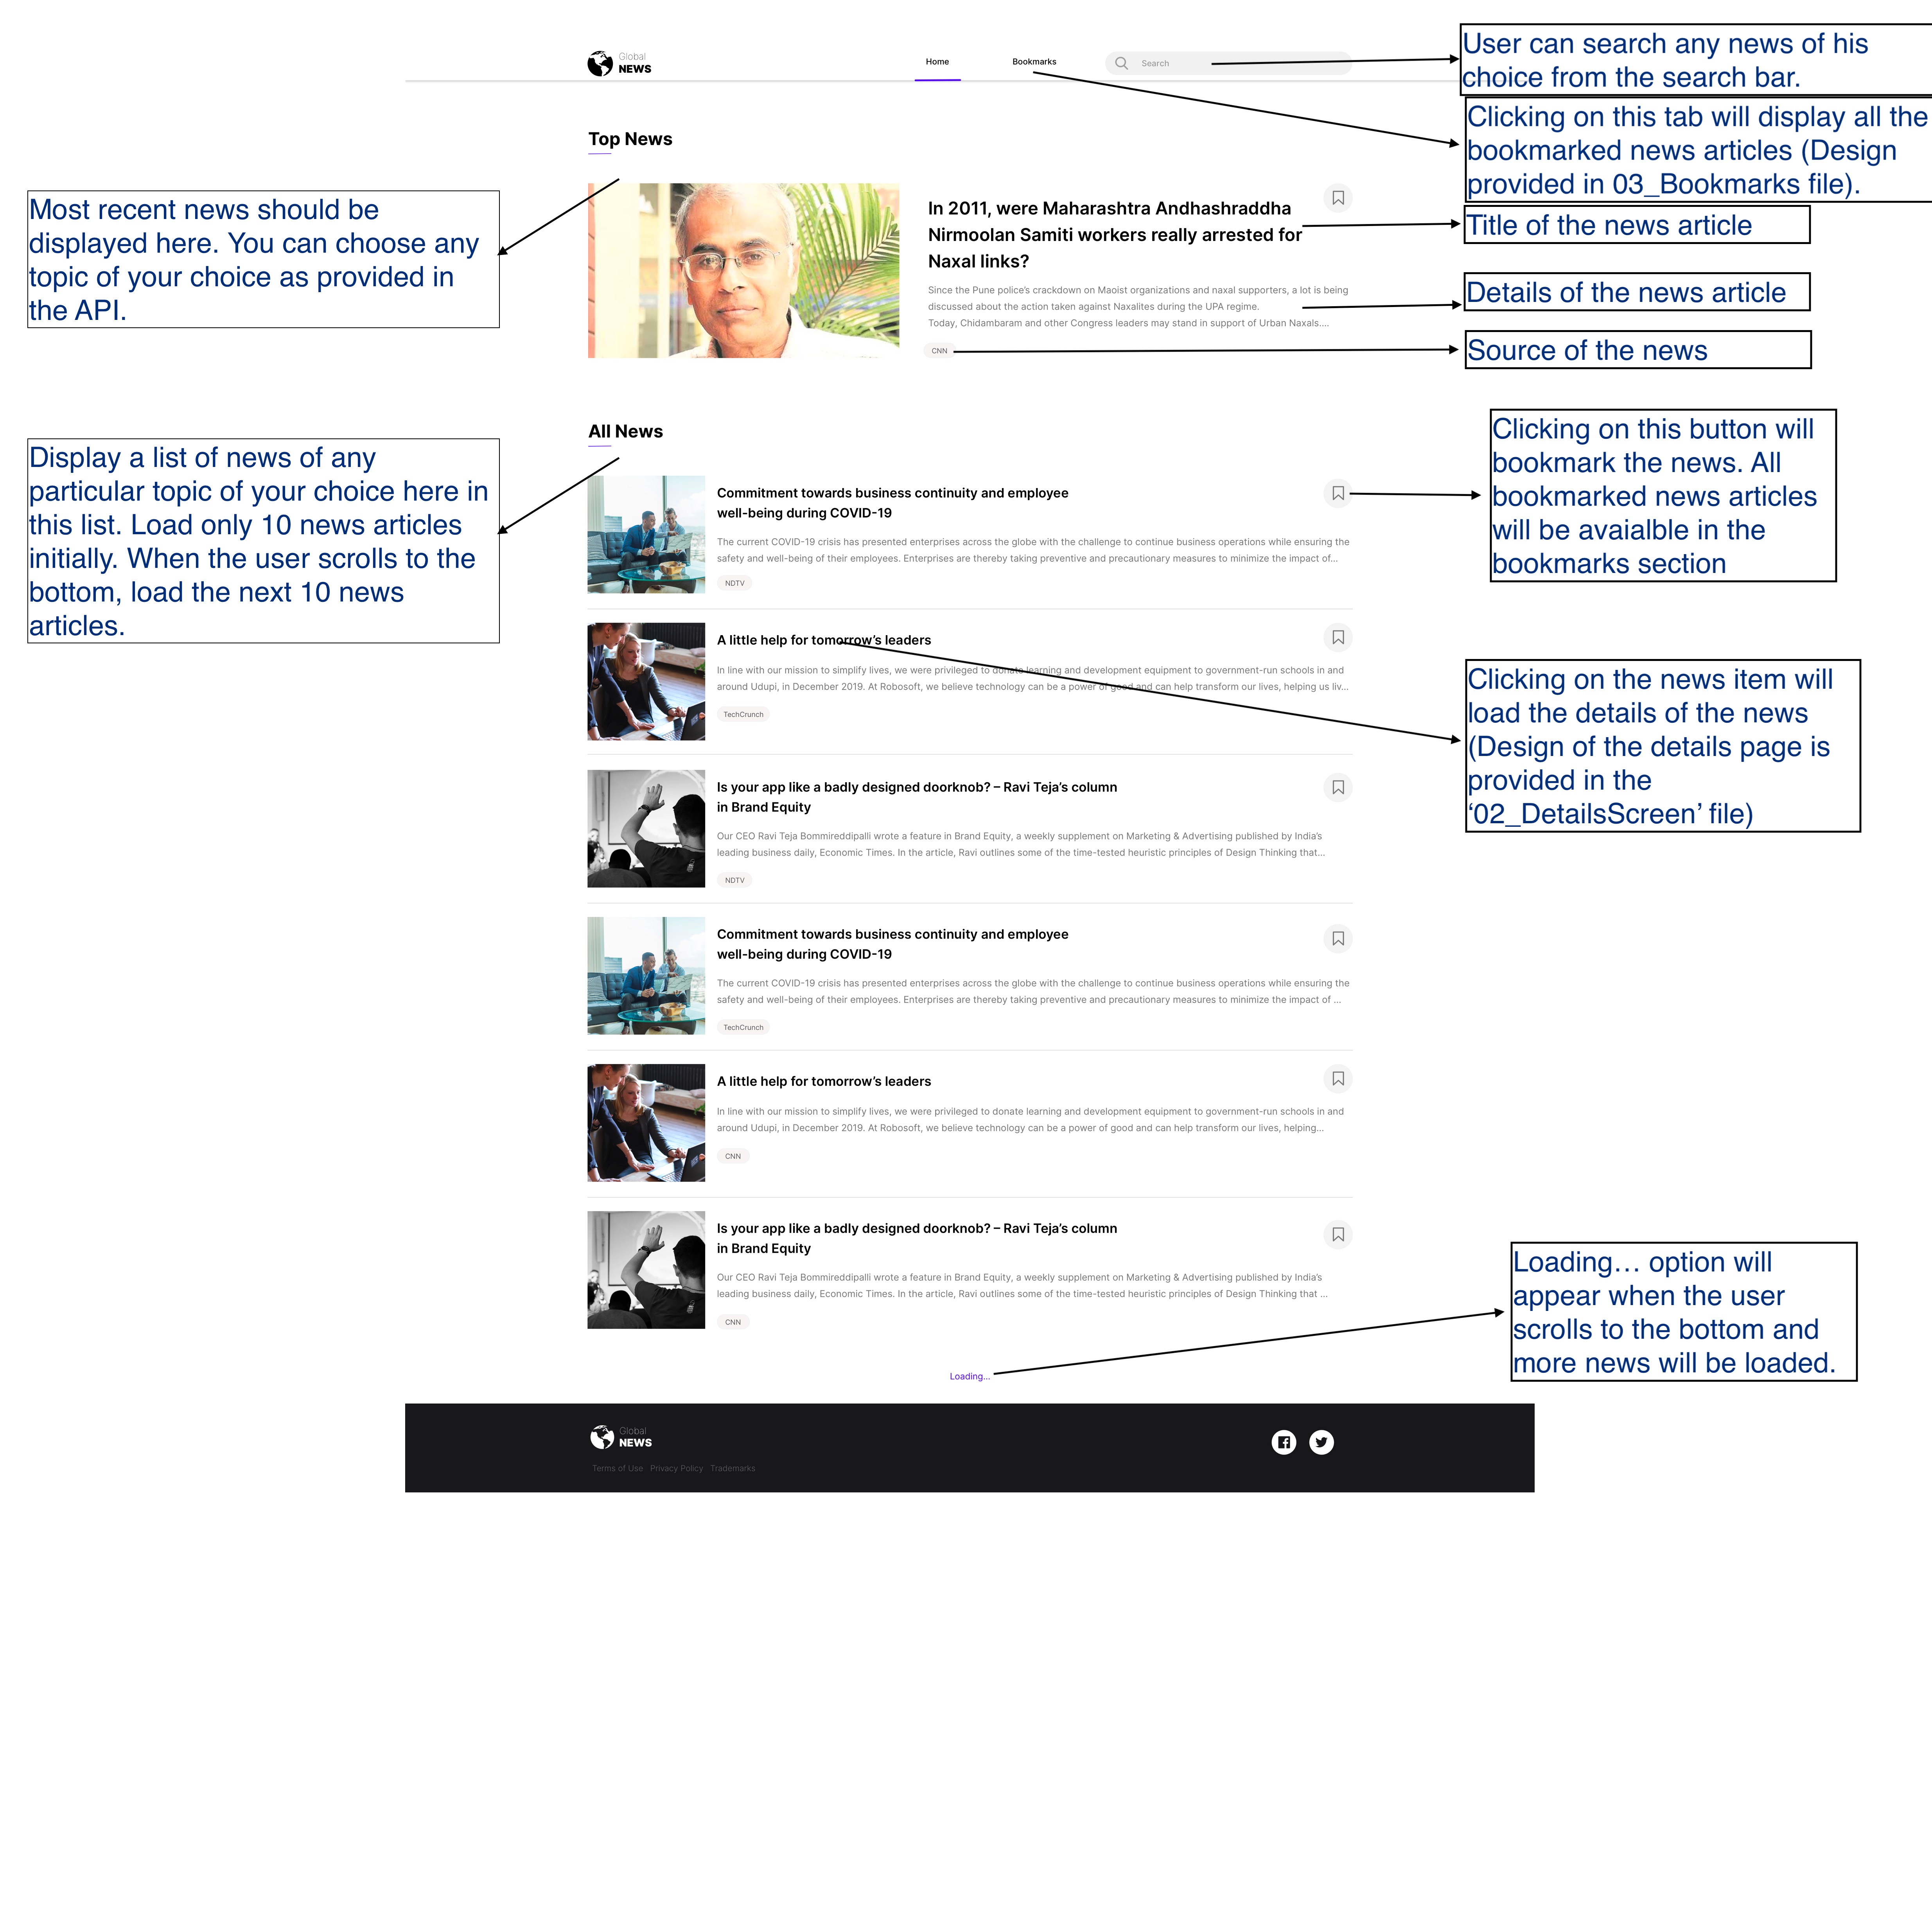 Global
NEWS
Home
Bookmarks
Search
User can search any news of his
choice from the search bar.
Clicking on this tab will display all the
bookmarked news articles (Design
provided in 03_Bookmarks file).
Top News
Most recent news should be
displayed here. You can choose any
topic of your choice as provided in
the API.
In 2011, were Maharashtra Andhashraddha
Nirmoolan Samiti workers really arrested for
Naxal links?
Title of the news article
Since the Pune police’s crackdown on Maoist organizations and naxal supporters, a lot is being
discussed about the action taken against Naxalites during the UPA regime.
Today, Chidambaram and other Congress leaders may stand in support of Urban Naxals....
Details of the news article
CNN
Source of the news
All News
Display a list of news of any
particular topic of your choice here in
this list. Load only 10 news articles
initially. When the user scrolls to the
bottom, load the next 10 news
articles.
Commitment towards business continuity and employee
well-being during COVID-19
The current COVID-19 crisis has presented enterprises across the globe with the challenge to continue business operations while ensuring the
safety and well-being of their employees. Enterprises are thereby taking preventive and precautionary measures to minimize the impact of...
NDTV
Clicking on this button will
bookmark the news. All
bookmarked news articles
will be avaialble in the
bookmarks section
A little help for tomorrow’s leaders
In line with our mission to simplify lives, we were privileged to donate learning and development equipment to government-run schools in and
around Udupi, in December 2019. At Robosoft, we believe technology can be a power of good and can help transform our lives, helping us liv...
TechCrunch
Clicking on the news item will
load the details of the news
(Design of the details page is
provided in the
‘02_DetailsScreen’ file)
Is your app like a badly designed doorknob? – Ravi Teja’s column
in Brand Equity
Our CEO Ravi Teja Bommireddipalli wrote a feature in Brand Equity, a weekly supplement on Marketing & Advertising published by India’s
leading business daily, Economic Times. In the article, Ravi outlines some of the time-tested heuristic principles of Design Thinking that...
NDTV
Commitment towards business continuity and employee
well-being during COVID-19
The current COVID-19 crisis has presented enterprises across the globe with the challenge to continue business operations while ensuring the
safety and well-being of their employees. Enterprises are thereby taking preventive and precautionary measures to minimize the impact of ...
TechCrunch
A little help for tomorrow’s leaders
In line with our mission to simplify lives, we were privileged to donate learning and development equipment to government-run schools in and
around Udupi, in December 2019. At Robosoft, we believe technology can be a power of good and can help transform our lives, helping...
CNN
Is your app like a badly designed doorknob? – Ravi Teja’s column
in Brand Equity
Our CEO Ravi Teja Bommireddipalli wrote a feature in Brand Equity, a weekly supplement on Marketing & Advertising published by India’s
leading business daily, Economic Times. In the article, Ravi outlines some of the time-tested heuristic principles of Design Thinking that ...
CNN
Loading...
Loading… option will
appear when the user
scrolls to the bottom and
more news will be loaded.
Global
NEWS
Terms of Use Privacy Policy Trademarks